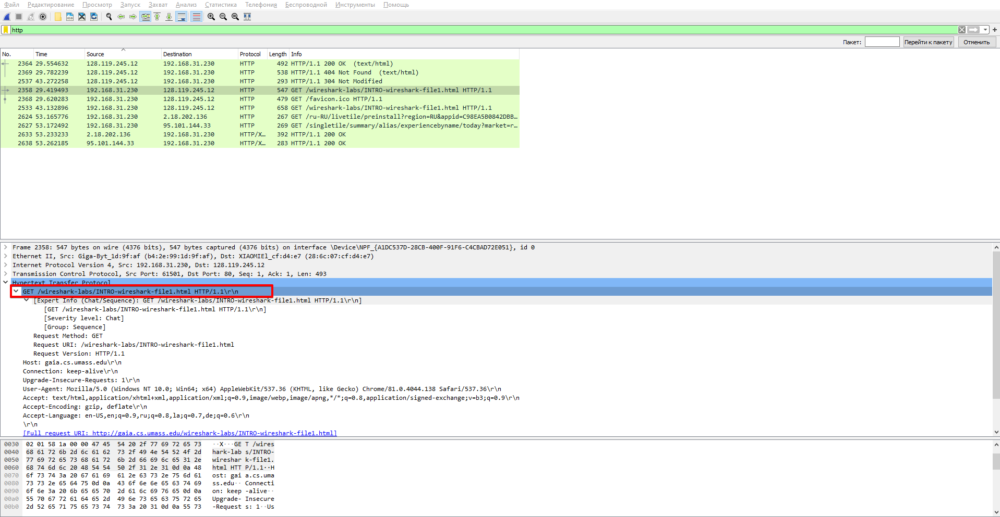 Файл Редактирование Просмотр Запуск Захват Анализ Статистика Телефония Беспроводной Инструменты Помощь
http
Пакет: Перейти к пакету Отменить
No. Time Source Destination Protocol Length Info
2364 29.554632 128.119.245.12 192.168.31.230 HTTP 492 HTTP/1.1 200 OK (text/html)
2369 29.782239 128.119.245.12 192.168.31.230 HTTP 538 HTTP/1.1 404 Not Found (text/html)
2537 43.272258 128.119.245.12 192.168.31.230 HTTP 293 HTTP/1.1 304 Not Modified
2358 29.419493 192.168.31.230 128.119.245.12 HTTP 547 GET /wireshark-labs/INTRO-wireshark-file1.html HTTP/1.1
2368 29.620283 192.168.31.230 128.119.245.12 HTTP 479 GET /favicon.ico HTTP/1.1
2533 43.132896 192.168.31.230 128.119.245.12 HTTP 658 GET /wireshark-labs/INTRO-wireshark-file1.html HTTP/1.1
2624 53.165776 192.168.31.230 2.18.202.136 HTTP 267 GET /ru-RU/livetile/preinstall?region=RU&appid=C98EA5B0842DBB…
2627 53.172492 192.168.31.230 95.101.144.33 HTTP 269 GET /singletile/summary/alias/experiencebyname/today?market=r…
2633 53.233233 2.18.202.136 192.168.31.230 HTTP/X… 392 HTTP/1.1 200 OK
2638 53.262185 95.101.144.33 192.168.31.230 HTTP/X… 283 HTTP/1.1 200 OK
Frame 2358: 547 bytes on wire (4376 bits), 547 bytes captured (4376 bits) on interface \Device\NPF_{A1DC537D-28CB-400F-91F6-C4CBAD72E051}, id 0
Ethernet II, Src: Giga-Byt_1d:9f:af (b4:2e:99:1d:9f:af), Dst: XIAOMIEl_cf:d4:e7 (28:6c:07:cf:d4:e7)
Internet Protocol Version 4, Src: 192.168.31.230, Dst: 128.119.245.12
Transmission Control Protocol, Src Port: 61501, Dst Port: 80, Seq: 1, Ack: 1, Len: 493
Hypertext Transfer Protocol
GET /wireshark-labs/INTRO-wireshark-file1.html HTTP/1.1\r\n
[Expert Info (Chat/Sequence): GET /wireshark-labs/INTRO-wireshark-file1.html HTTP/1.1\r\n]
[GET /wireshark-labs/INTRO-wireshark-file1.html HTTP/1.1\r\n]
[Severity level: Chat]
[Group: Sequence]
Request Method: GET
Request URI: /wireshark-labs/INTRO-wireshark-file1.html
Request Version: HTTP/1.1
Host: gaia.cs.umass.edu\r\n
Connection: keep-alive\r\n
Upgrade-Insecure-Requests: 1\r\n
User-Agent: Mozilla/5.0 (Windows NT 10.0; Win64; x64) AppleWebKit/537.36 (KHTML, like Gecko) Chrome/81.0.4044.138 Safari/537.36\r\n
Accept: text/html,application/xhtml+xml,application/xml;q=0.9,image/webp,image/apng,*/*;q=0.8,application/signed-exchange;v=b3;q=0.9\r\n
Accept-Encoding: gzip, deflate\r\n
Accept-Language: en-US,en;q=0.9,ru;q=0.8,la;q=0.7,de;q=0.6\r\n
\r\n
[Full request URI: http://gaia.cs.umass.edu/wireshark-labs/INTRO-wireshark-file1.html]
0030 02 01 58 1a 00 00 47 45 54 20 2f 77 69 72 65 73 ··X···GE T /wires
0040 68 61 72 6b 2d 6c 61 62 73 2f 49 4e 54 52 4f 2d hark-lab s/INTRO-
0050 77 69 72 65 73 68 61 72 6b 2d 66 69 6c 65 31 2e wireshar k-file1.
0060 68 74 6d 6c 20 48 54 54 50 2f 31 2e 31 0d 0a 48 html HTT P/1.1··H
0070 6f 73 74 3a 20 67 61 69 61 2e 63 73 2e 75 6d 61 ost: gai a.cs.uma
0080 73 73 2e 65 64 75 0d 0a 43 6f 6e 6e 65 63 74 69 ss.edu·· Connecti
0090 6f 6e 3a 20 6b 65 65 70 2d 61 6c 69 76 65 0d 0a on: keep -alive··
00a0 55 70 67 72 61 64 65 2d 49 6e 73 65 63 75 72 65 Upgrade- Insecure
00b0 2d 52 65 71 75 65 73 74 73 3a 20 31 0d 0a 55 73 -Request s: 1··Us